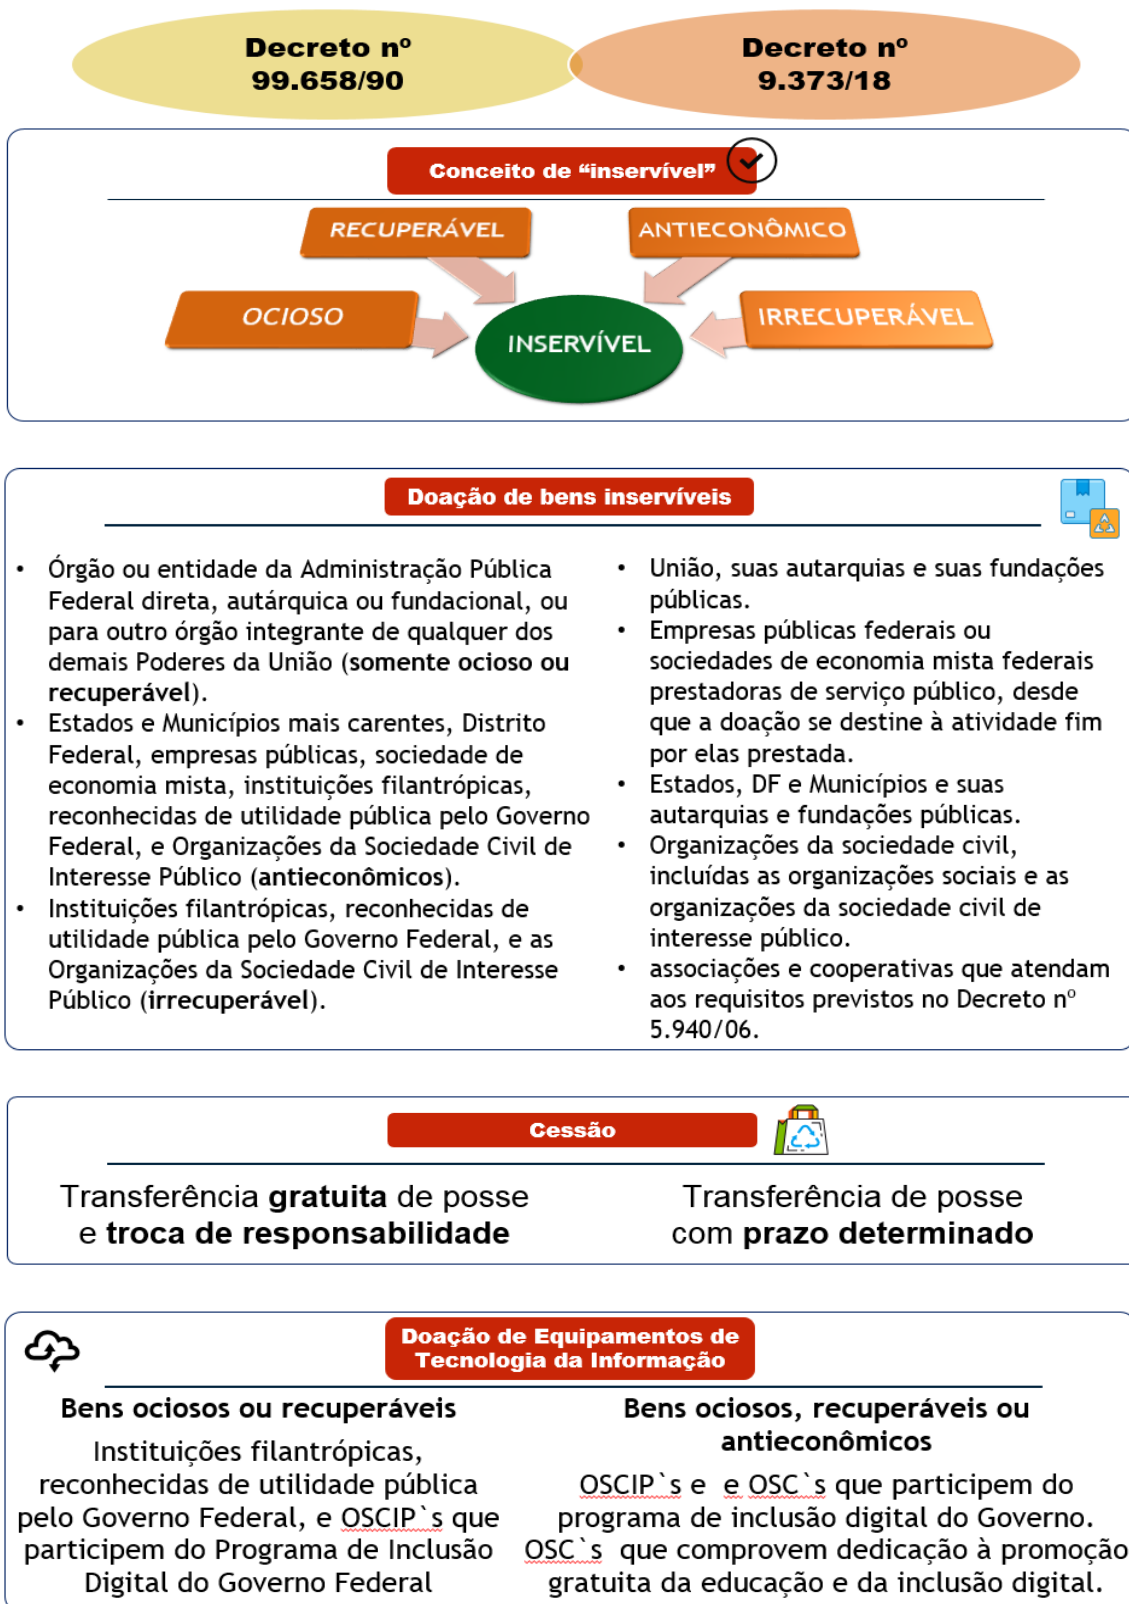 Decreto nº
99.658/90
Decreto nº
9.373/18
Conceito de “inservível”
RECUPERÁVEL
ANTIECONÔMICO
OCIOSO
INSERVÍVEL
IRRECUPERÁVEL
Doação de bens inservíveis
• Órgão ou entidade da Administração Pública
Federal direta, autárquica ou fundacional, ou
para outro órgão integrante de qualquer dos
demais Poderes da União (somente ocioso ou
recuperável).
• Estados e Municípios mais carentes, Distrito
Federal, empresas públicas, sociedade de
economia mista, instituições filantrópicas,
reconhecidas de utilidade pública pelo Governo
Federal, e Organizações da Sociedade Civil de
Interesse Público (antieconômicos).
• Instituições filantrópicas, reconhecidas de
utilidade pública pelo Governo Federal, e as
Organizações da Sociedade Civil de Interesse
Público (irrecuperável).
• União, suas autarquias e suas fundações
públicas.
• Empresas públicas federais ou
sociedades de economia mista federais
prestadoras de serviço público, desde
que a doação se destine à atividade fim
por elas prestada.
• Estados, DF e Municípios e suas
autarquias e fundações públicas.
• Organizações da sociedade civil,
incluídas as organizações sociais e as
organizações da sociedade civil de
interesse público.
• associações e cooperativas que atendam
aos requisitos previstos no Decreto nº
5.940/06.
Cessão
Transferência gratuita de posse
e troca de responsabilidade
Transferência de posse
com prazo determinado
Doação de Equipamentos de
Tecnologia da Informação
Bens ociosos ou recuperáveis
Instituições filantrópicas,
reconhecidas de utilidade pública
pelo Governo Federal, e OSCIP`s que
participem do Programa de Inclusão
Digital do Governo Federal
Bens ociosos, recuperáveis ou
antieconômicos
OSCIP`s e e OSC`s que participem do
programa de inclusão digital do Governo.
OSC`s que comprovem dedicação à promoção
gratuita da educação e da inclusão digital.